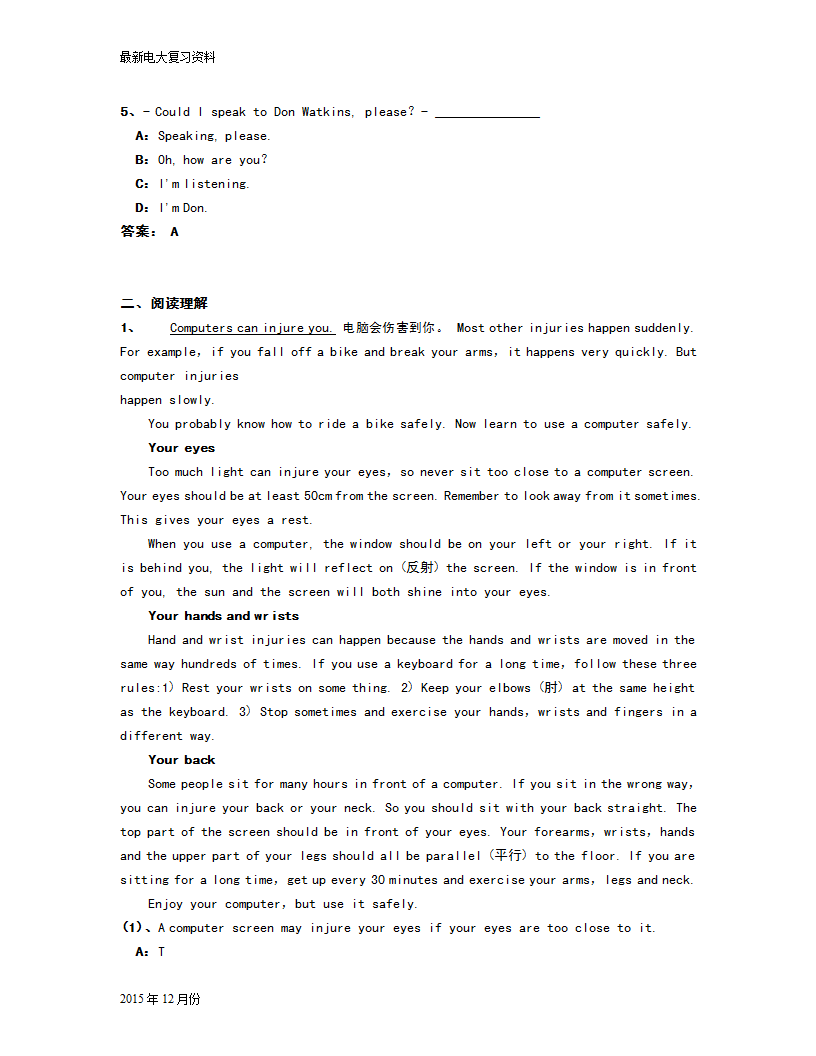 最新电大复习资料
5、- Could I speak to Don Watkins, please? - _______________
A: Speaking, please.
B: Oh, how are you?
C: I'm listening.
D: I'm Don.
答案: A
二、阅读理解
1、 Computers can injure you. 电脑会伤害到你。 Most other injuries happen suddenly.
For example, if you fall off a bike and break your arms, it happens very quickly. But
computer injuries
happen slowly.
You probably know how to ride a bike safely. Now learn to use a computer safely.
Your eyes
Too much light can injure your eyes, so never sit too close to a computer screen.
Your eyes should be at least 50cm from the screen. Remember to look away from it sometimes.
This gives your eyes a rest.
When you use a computer, the window should be on your left or your right. If it
is behind you, the light will reflect on (反射) the screen. If the window is in front
of you, the sun and the screen will both shine into your eyes.
Your hands and wrists
Hand and wrist injuries can happen because the hands and wrists are moved in the
same way hundreds of times. If you use a keyboard for a long time, follow these three
rules:1) Rest your wrists on some thing. 2) Keep your elbows (肘) at the same height
as the keyboard. 3) Stop sometimes and exercise your hands, wrists and fingers in a
different way.
Your back
Some people sit for many hours in front of a computer. If you sit in the wrong way,
you can injure your back or your neck. So you should sit with your back straight. The
top part of the screen should be in front of your eyes. Your forearms, wrists, hands
and the upper part of your legs should all be parallel (平行) to the floor. If you are
sitting for a long time, get up every 30 minutes and exercise your arms, legs and neck.
Enjoy your computer, but use it safely.
(1)、A computer screen may injure your eyes if your eyes are too close to it.
A: T
2015年12月份